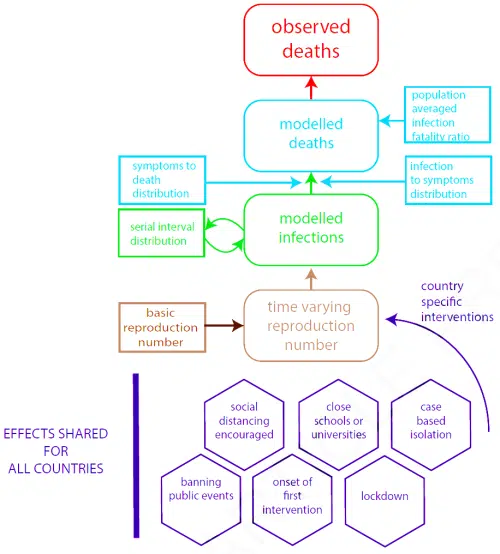 observed
deaths
population
averaged
infection
fatality ratio
modelled
deaths
symptoms to
death
distribution
infection
to symptoms
distribution
serial interval
distribution
modelled
infections
country
specific
interventions
basic
reproduction
number
time varying
reproduction
number
EFFECTS SHARED
FOR
ALL COUNTRIES
social
distancing
encouraged
close
schools or
universities
case
based
isolation
banning
public events
onset of
first
intervention
lockdown